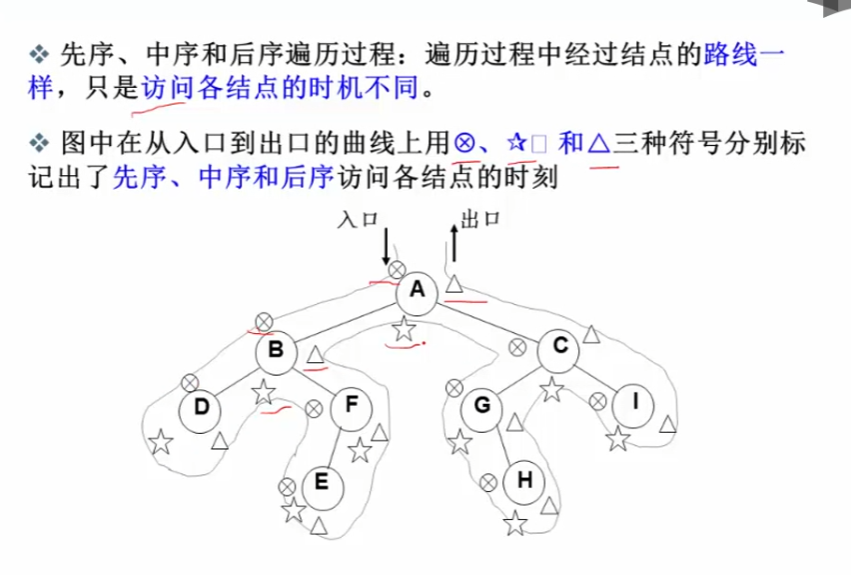 ❖ 先序、中序和后序遍历过程：遍历过程中经过结点的路线一
样，只是访问各结点的时机不同。
❖ 图中在从入口到出口的曲线上用⊗、☆□ 和△三种符号分别标
记出了先序、中序和后序访问各结点的时刻
入口 出口
A
B C
D F G I
E H